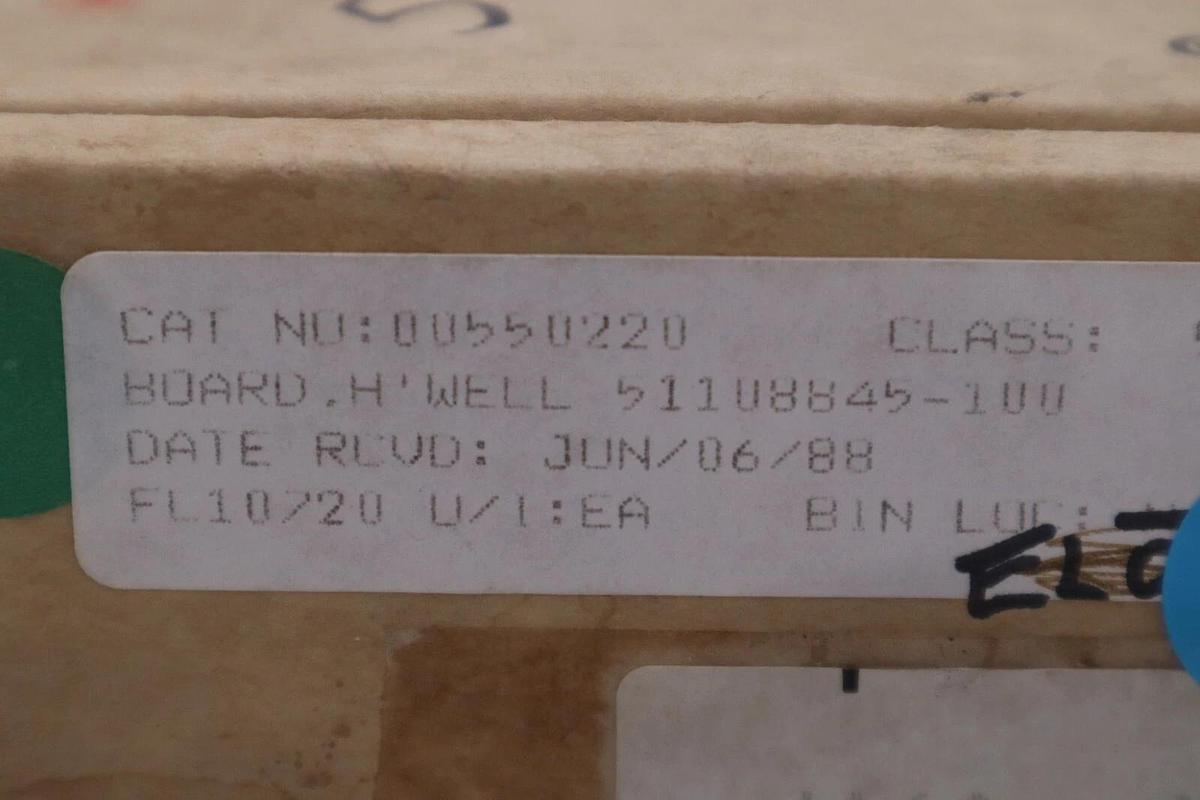 CAT NO:00550220 CLASS:
BOARD,H'WELL 51108845-100
DATE RCVD: JUN/06/88
FL10720 U/I:EA BIN LOC: